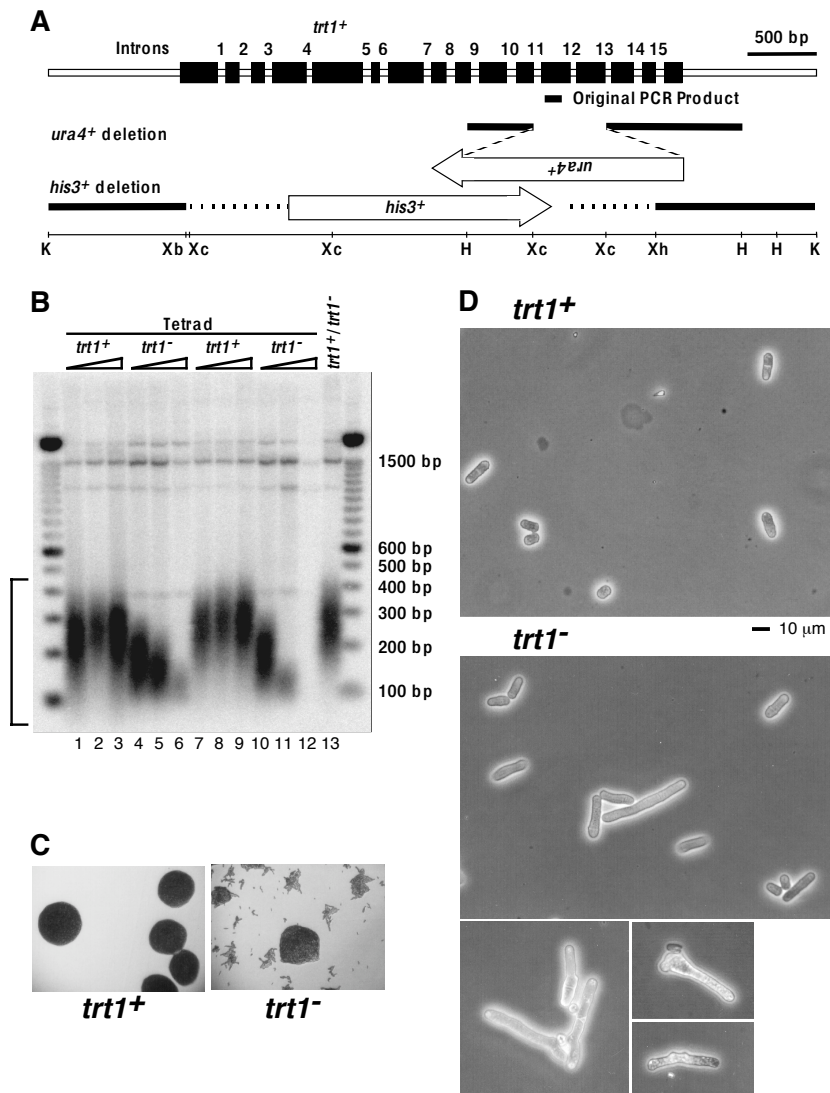 A
trt1+
Introns 1 2 3 4 5 6 7 8 9 10 11 12 13 14 15
500 bp
Original PCR Product
ura4+ deletion
ura4+
his3+ deletion
his3+
K Xb Xc Xc H Xc Xc Xh H H K
B
Tetrad
trt1+ trt1- trt1+ trt1- trt1+/trt1-
1500 bp
600 bp
500 bp
400 bp
300 bp
200 bp
100 bp
1 2 3 4 5 6 7 8 9 10 11 12 13
C
trt1+ trt1-
D
trt1+
10 μm
trt1-